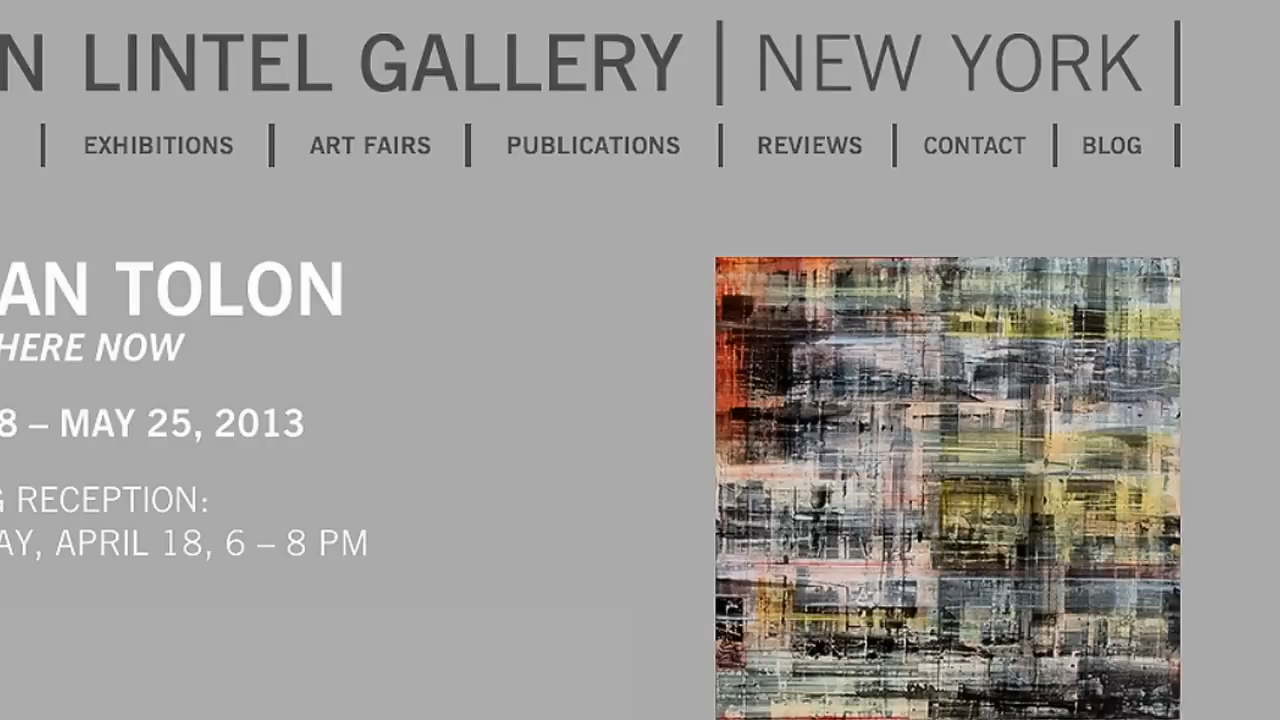 N LINTEL GALLERY | NEW YORK |
| EXHIBITIONS | ART FAIRS | PUBLICATIONS | REVIEWS | CONTACT | BLOG |
AN TOLON
HERE NOW
8 – MAY 25, 2013
G RECEPTION:
AY, APRIL 18, 6 – 8 PM